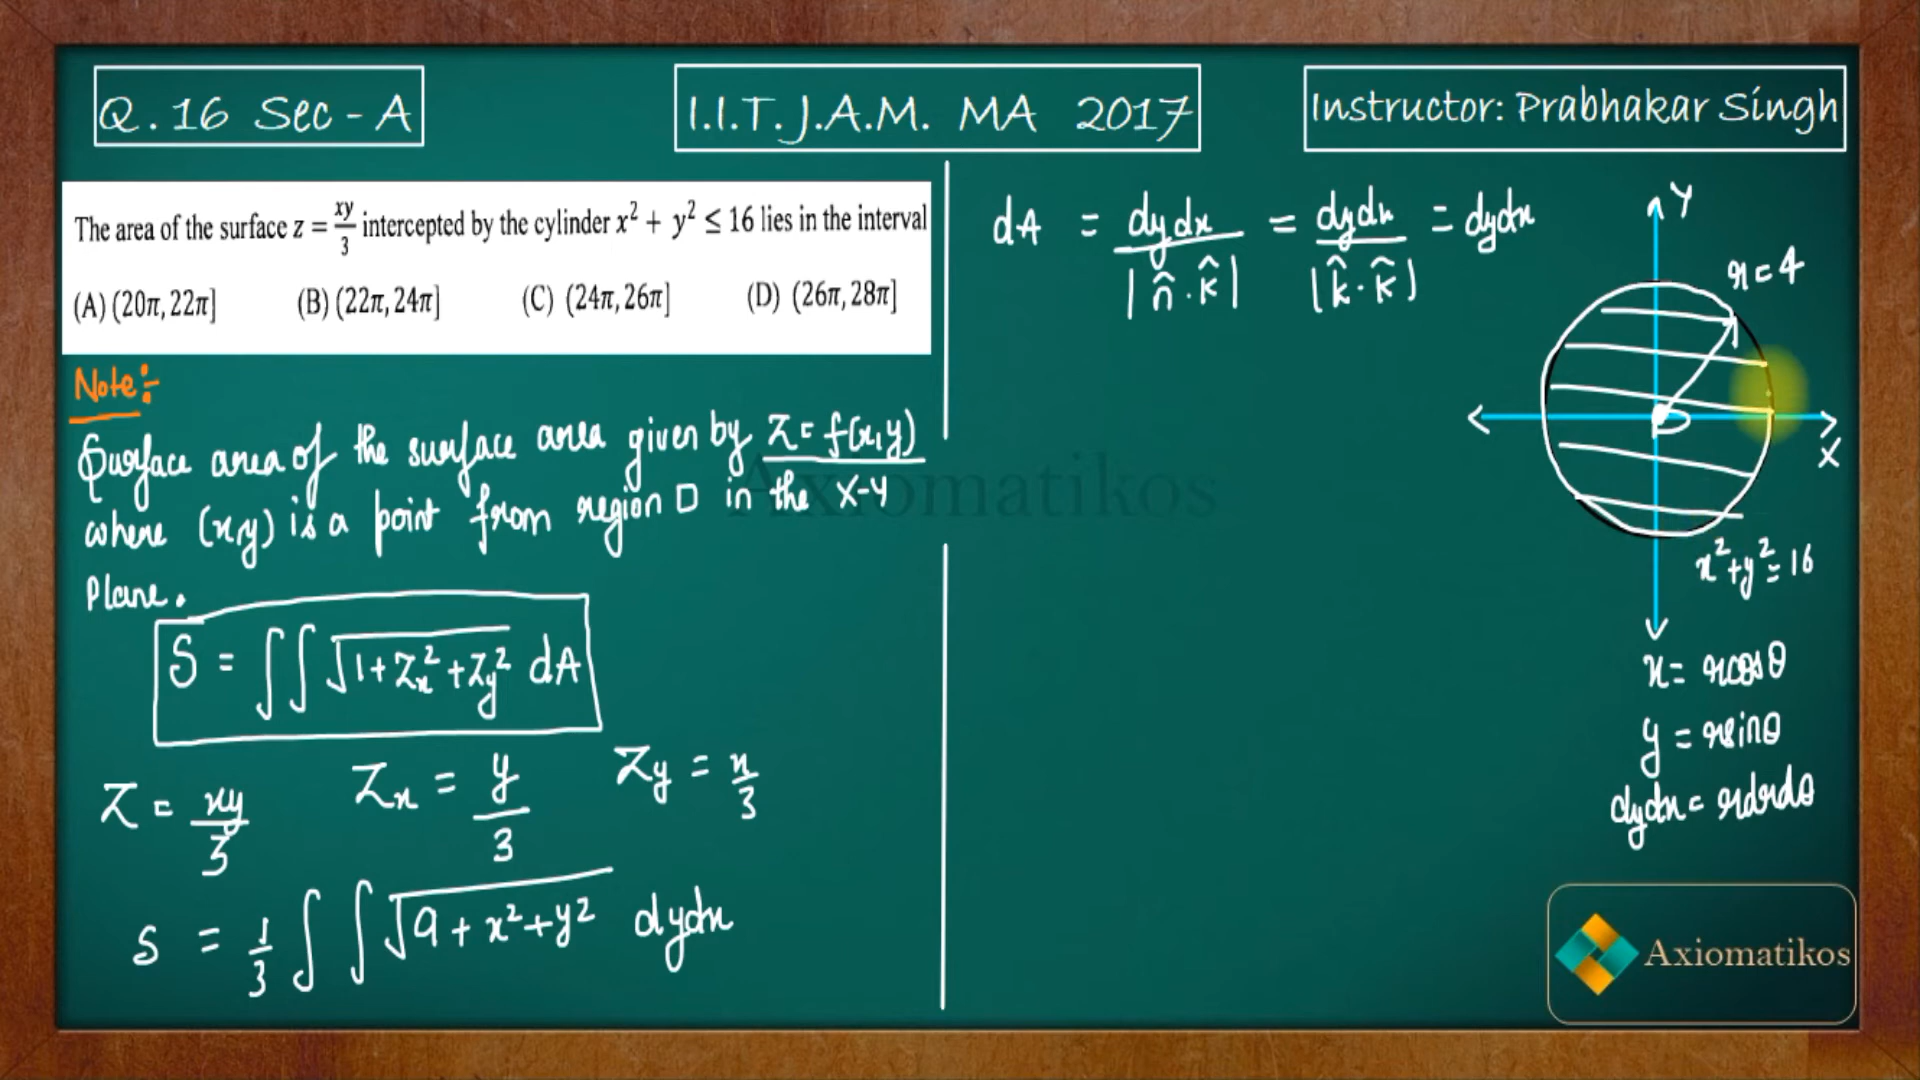 Q.16 Sec - A
I.I.T. J.A.M. MA 2017
Instructor: Prabhakar Singh
The area of the surface z = xy/3 intercepted by the cylinder x² + y² ≤ 16 lies in the interval
(A) (20π, 22π] (B) (22π, 24π] (C) (24π, 26π] (D) (26π, 28π]
Note:-
Surface area of the surface area given by z = f(x,y)
where (x,y) is a point from region D in the X-Y
Plane.
S = ∫∫ √(1 + Zx² + Zy²) dA
Z = xy/3 Zx = y/3 Zy = x/3
S = 1/3 ∫ ∫ √(9 + x² + y²) dydx
dA = dydx/|n̂ · k̂| = dydx/|k̂ · k̂| = dydx
Y
r = 4
X
x² + y² = 16
x = r cosθ
y = r sinθ
dydx = r dr dθ
Axiomatikos
Axiomatikos